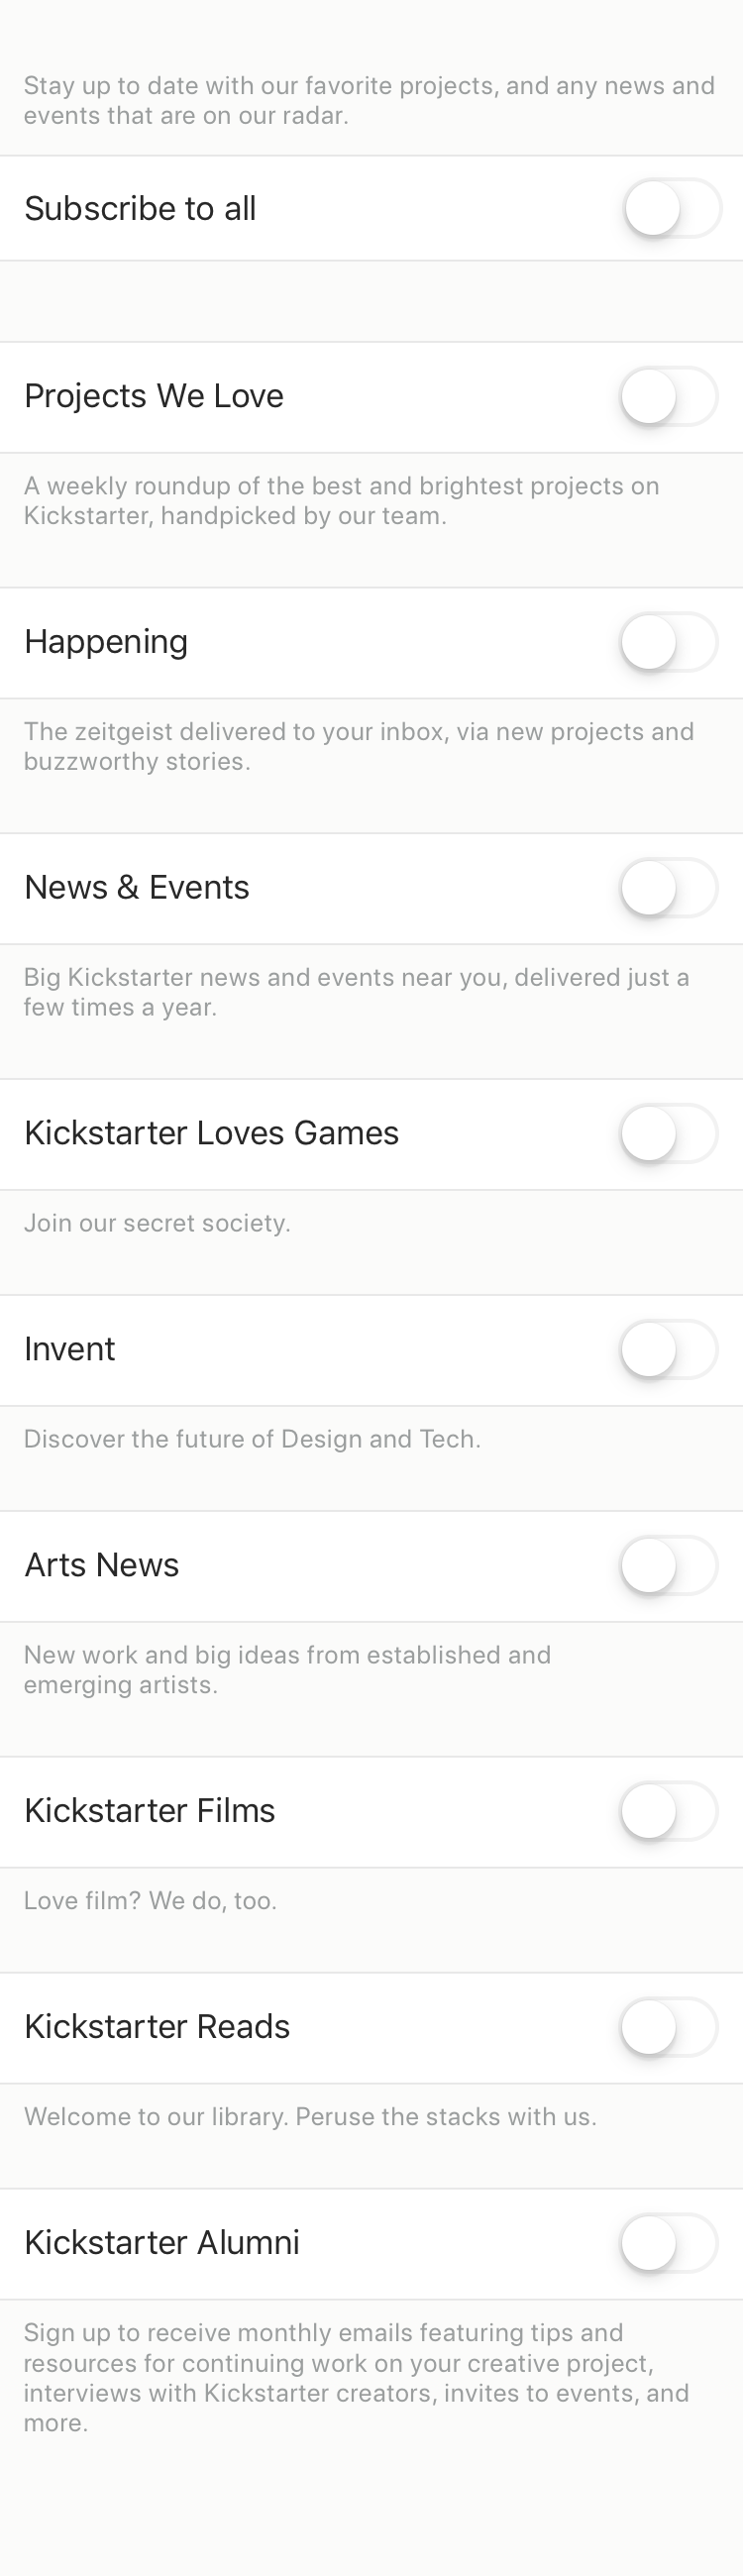 Stay up to date with our favorite projects, and any news and
events that are on our radar.
Subscribe to all
Projects We Love
A weekly roundup of the best and brightest projects on
Kickstarter, handpicked by our team.
Happening
The zeitgeist delivered to your inbox, via new projects and
buzzworthy stories.
News & Events
Big Kickstarter news and events near you, delivered just a
few times a year.
Kickstarter Loves Games
Join our secret society.
Invent
Discover the future of Design and Tech.
Arts News
New work and big ideas from established and
emerging artists.
Kickstarter Films
Love film? We do, too.
Kickstarter Reads
Welcome to our library. Peruse the stacks with us.
Kickstarter Alumni
Sign up to receive monthly emails featuring tips and
resources for continuing work on your creative project,
interviews with Kickstarter creators, invites to events, and
more.